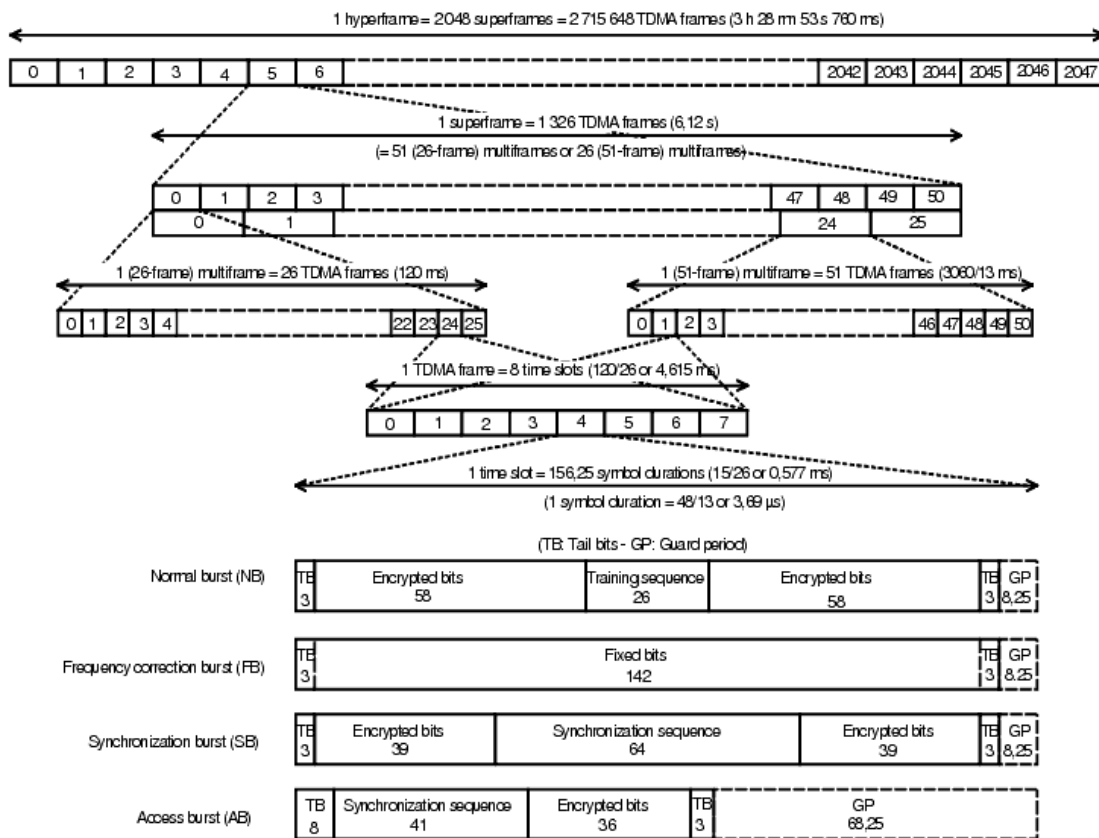 1 hyperframe = 2048 superframes = 2 715 648 TDMA frames (3 h 28 mn 53 s 760 ms)
0 1 2 3 4 5 6 2042 2043 2044 2045 2046 2047
1 superframe = 1 326 TDMA frames (6,12 s)
(= 51 (26-frame) multiframes or 26 (51-frame) multiframes)
0 1 2 3 47 48 49 50
0 1 24 25
1 (26-frame) multiframe = 26 TDMA frames (120 ms)
1 (51-frame) multiframe = 51 TDMA frames (3060/13 ms)
0 1 2 3 4 22 23 24 25
0 1 2 3 46 47 48 49 50
1 TDMA frame = 8 time slots (120/26 or 4,615 ms)
0 1 2 3 4 5 6 7
1 time slot = 156,25 symbol durations (15/26 or 0,577 ms)
(1 symbol duration = 48/13 or 3,69 µs)
(TB: Tail bits - GP: Guard period)
Normal burst (NB)
TB Encrypted bits Training sequence Encrypted bits TB GP
3 58 26 58 3 8,25
Frequency correction burst (FB)
TB Fixed bits TB GP
3 142 3 8.25
Synchronization burst (SB)
TB Encrypted bits Synchronization sequence Encrypted bits TB GP
3 39 64 39 3 8,25
Access burst (AB)
TB Synchronization sequence Encrypted bits TB GP
8 41 36 3 68,25